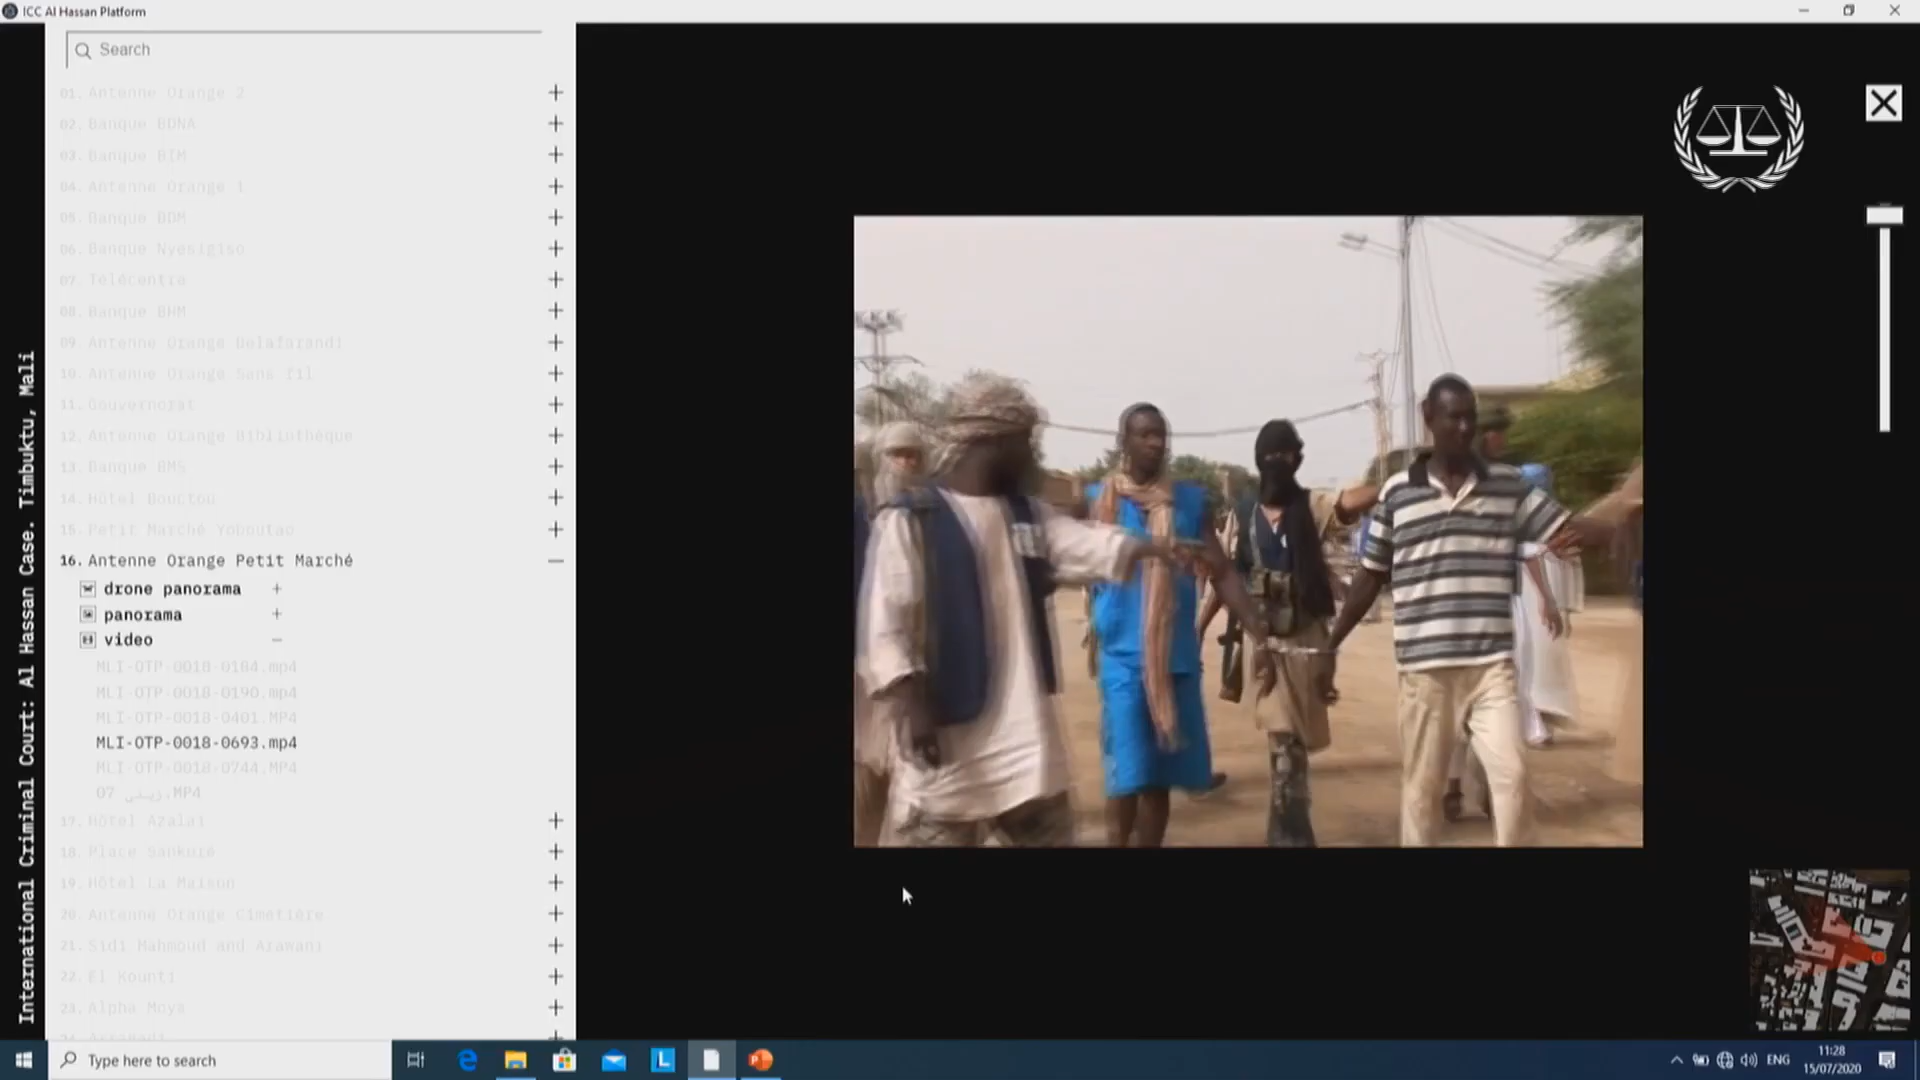 ICC Al Hassan Platform
Search
01. Antenne Orange 2
02. Banque BDNA
03. Banque BIM
04. Antenne Orange 1
05. Banque BDM
06. Banque Nyèsigiso
07. Télécentre
08. Banque BHM
09. Antenne Orange Belafarandi
10. Antenne Orange Sans fil
11. Gouvernorat
12. Antenne Orange Bibliothèque
13. Banque BMS
14. Hôtel Bouctou
15. Petit Marché Yoboutao
16. Antenne Orange Petit Marché
drone panorama
panorama
video
MLI-OTP-0018-0184.mp4
MLI-OTP-0018-0190.mp4
MLI-OTP-0018-0401.MP4
MLI-OTP-0018-0693.mp4
MLI-OTP-0018-0744.MP4
07 زينبي.MP4
17. Hôtel Azalaï
18. Place Sankoré
19. Hôtel La Maison
20. Antenne Orange Cimetière
21. Sidi Mahmoud and Arawani
22. El Kounti
23. Alpha Moya
International Criminal Court: Al Hassan Case. Timbuktu, Mali
Type here to search
ENG
11:28
15/07/2020